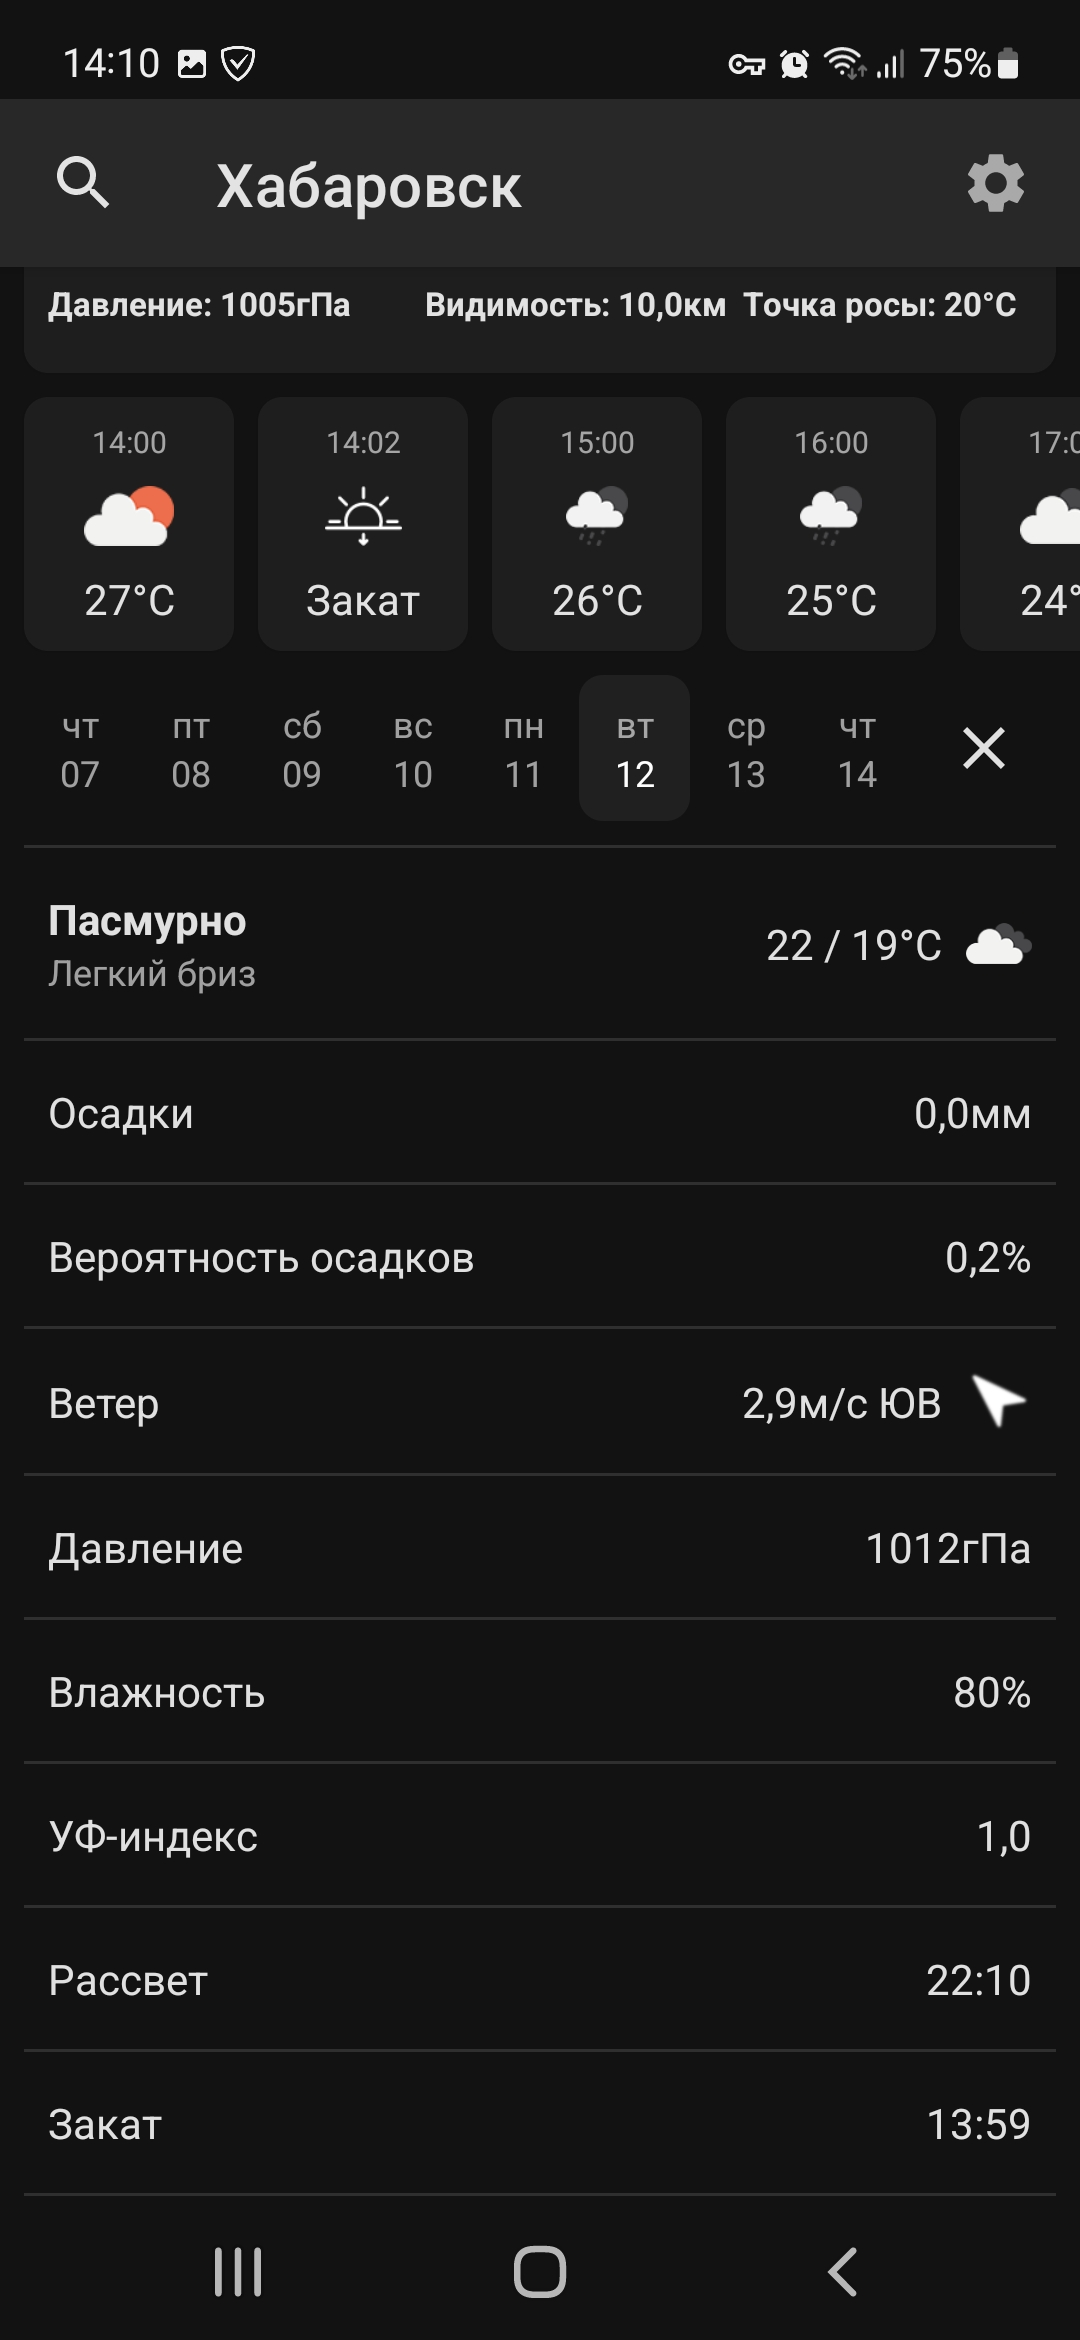 14:10 75%
Хабаровск
Давление: 1005гПа Видимость: 10,0км Точка росы: 20°C
14:00 14:02 15:00 16:00 17:0
27°C Закат 26°C 25°C 24°
чт пт сб вс пн вт ср чт
07 08 09 10 11 12 13 14
Пасмурно
22 / 19°C
Легкий бриз
Осадки 0,0мм
Вероятность осадков 0,2%
Ветер 2,9м/с ЮВ
Давление 1012гПа
Влажность 80%
УФ-индекс 1,0
Рассвет 22:10
Закат 13:59